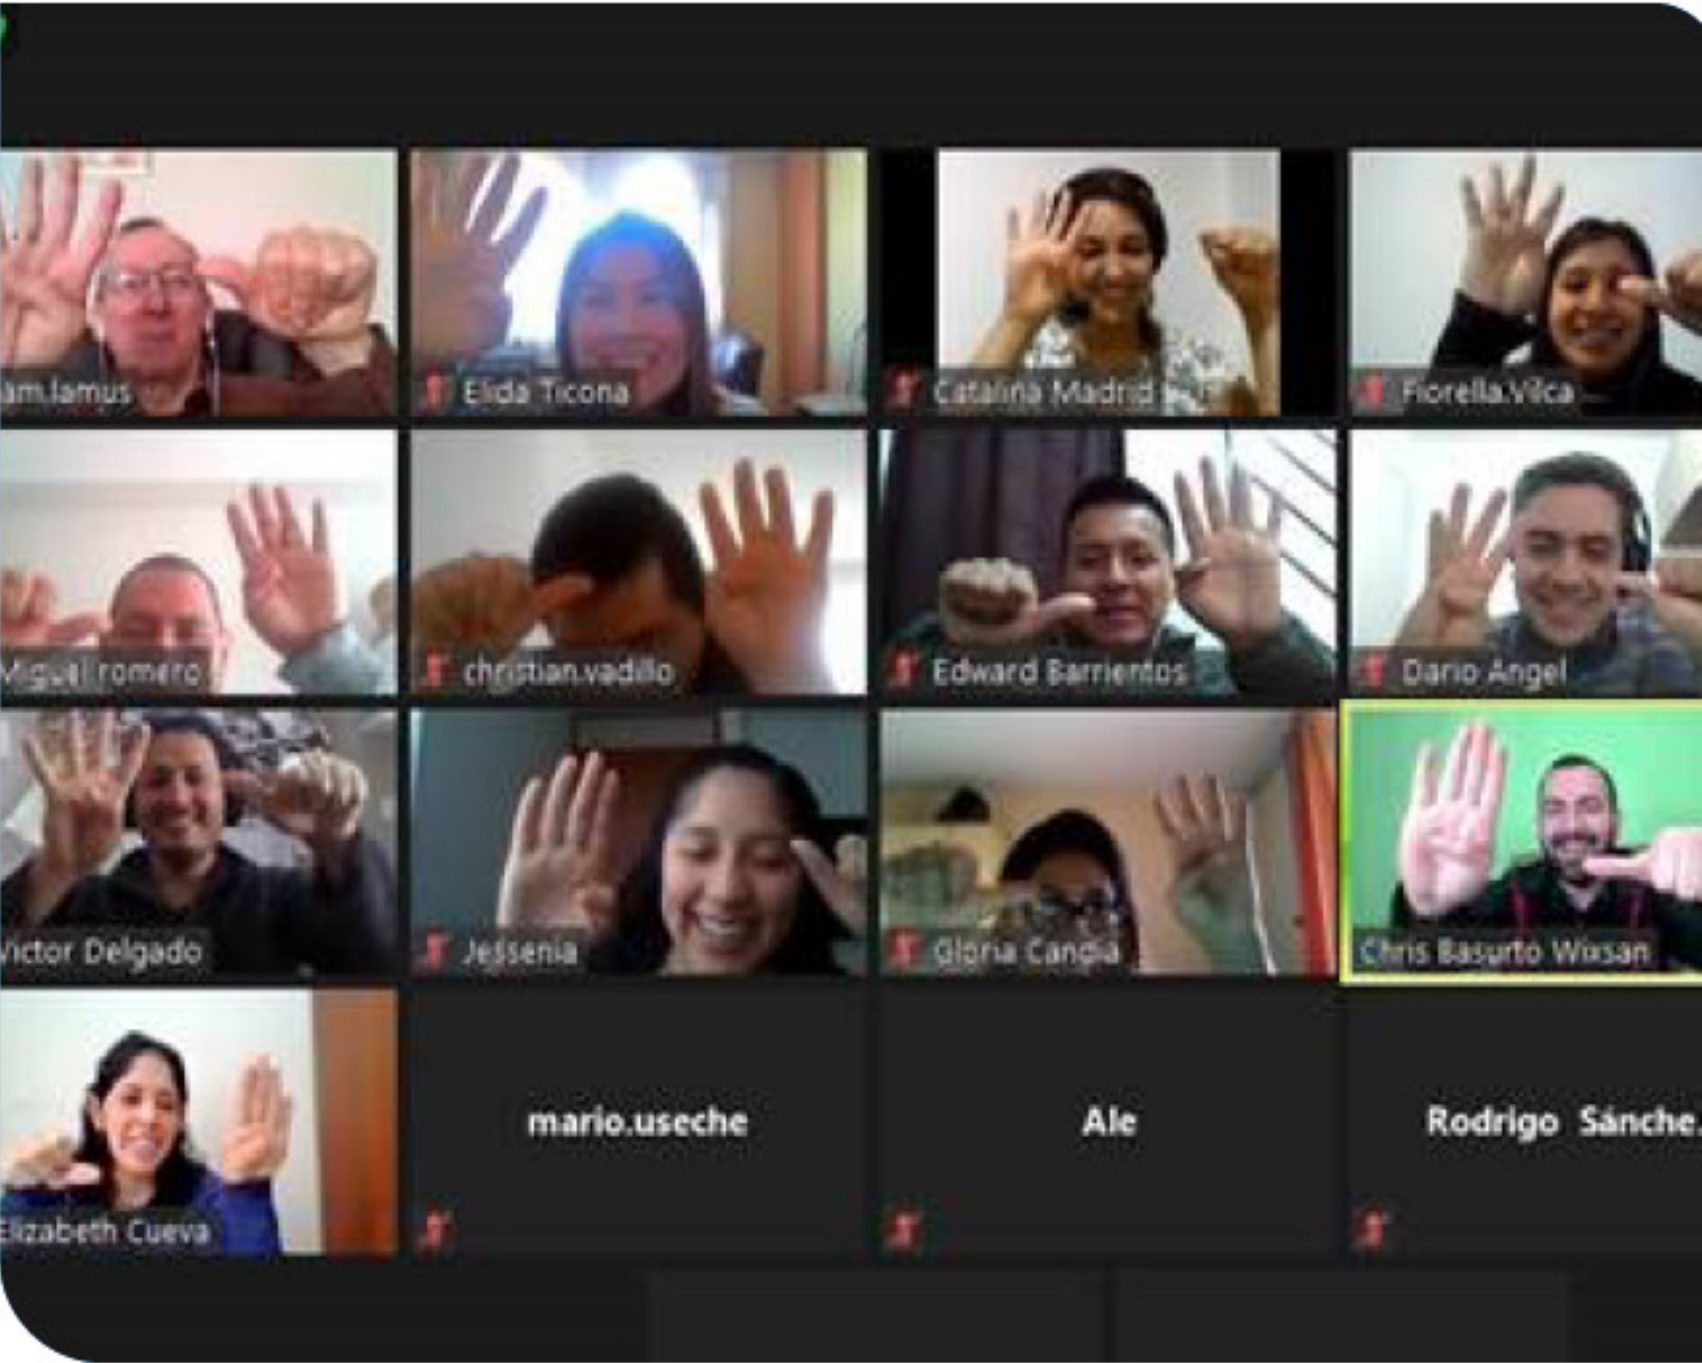 am.lamus
Elida Ticona
Catalina Madrid
Fiorella.Vilca
Miguel.romero
christian.vadillo
Edward Barrientos
Dario Angel
Victor Delgado
Jessenia
Gloria Candia
Chris Basurto Wixsan
Elizabeth Cueva
mario.useche
Ale
Rodrigo Sánche.